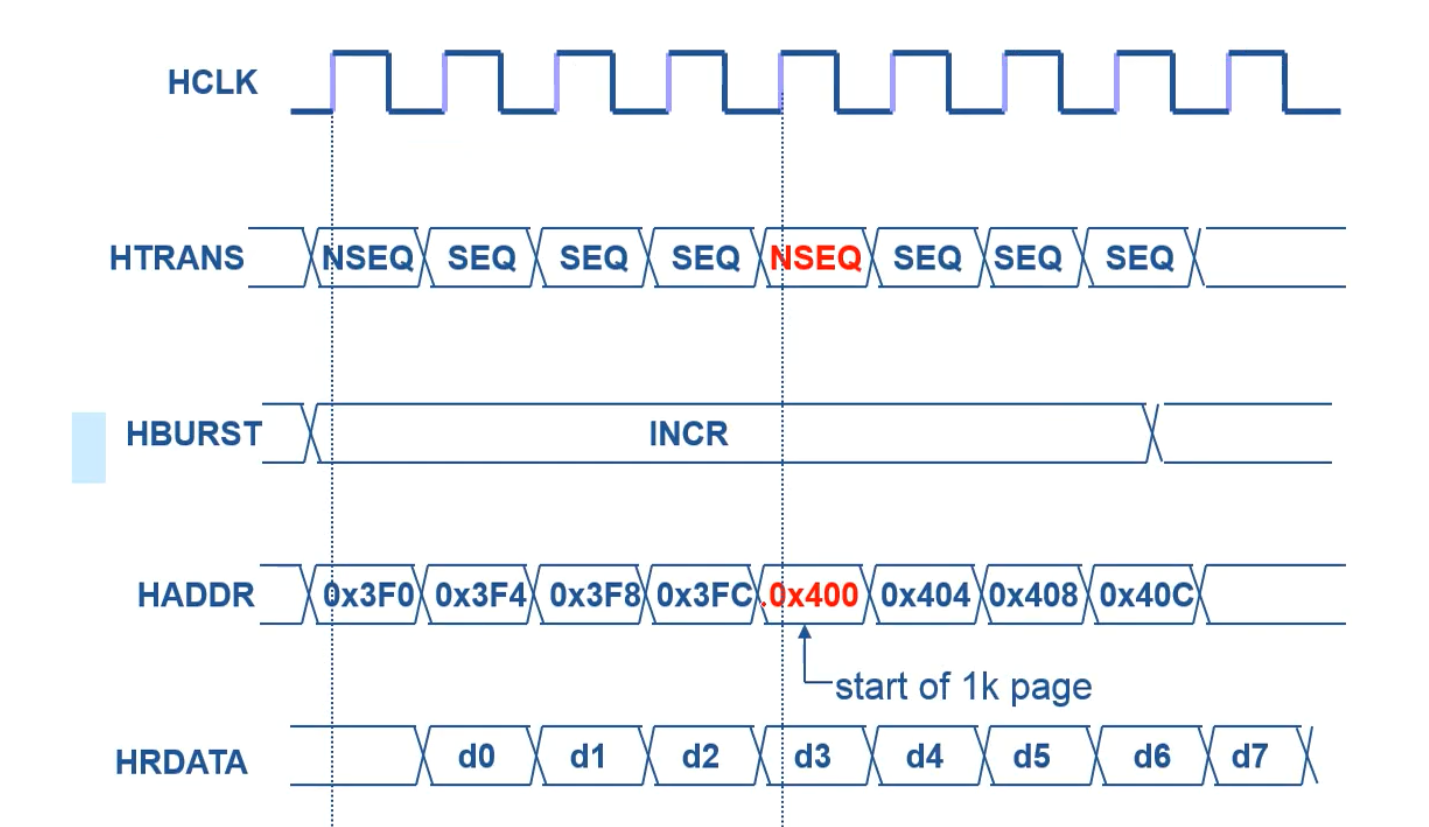 HCLK
HTRANS NSEQ SEQ SEQ SEQ NSEQ SEQ SEQ SEQ
HBURST INCR
HADDR 0x3F0 0x3F4 0x3F8 0x3FC .0x400 0x404 0x408 0x40C
start of 1k page
HRDATA d0 d1 d2 d3 d4 d5 d6 d7